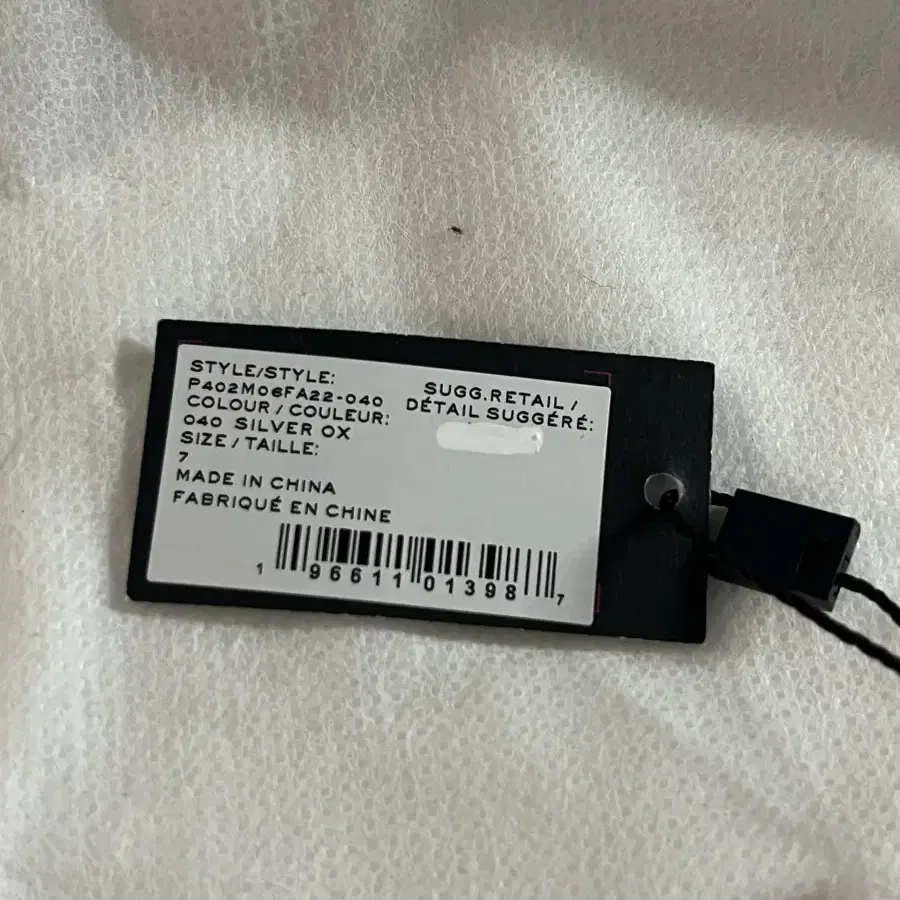 STYLE/STYLE:
P402M06FA22-040
COLOUR / COULEUR:
040 SILVER OX
SIZE / TAILLE:
7
MADE IN CHINA
FABRIQUÉ EN CHINE
SUGG.RETAIL /
DÉTAIL SUGGÉRÉ:
1 96611 01398 7